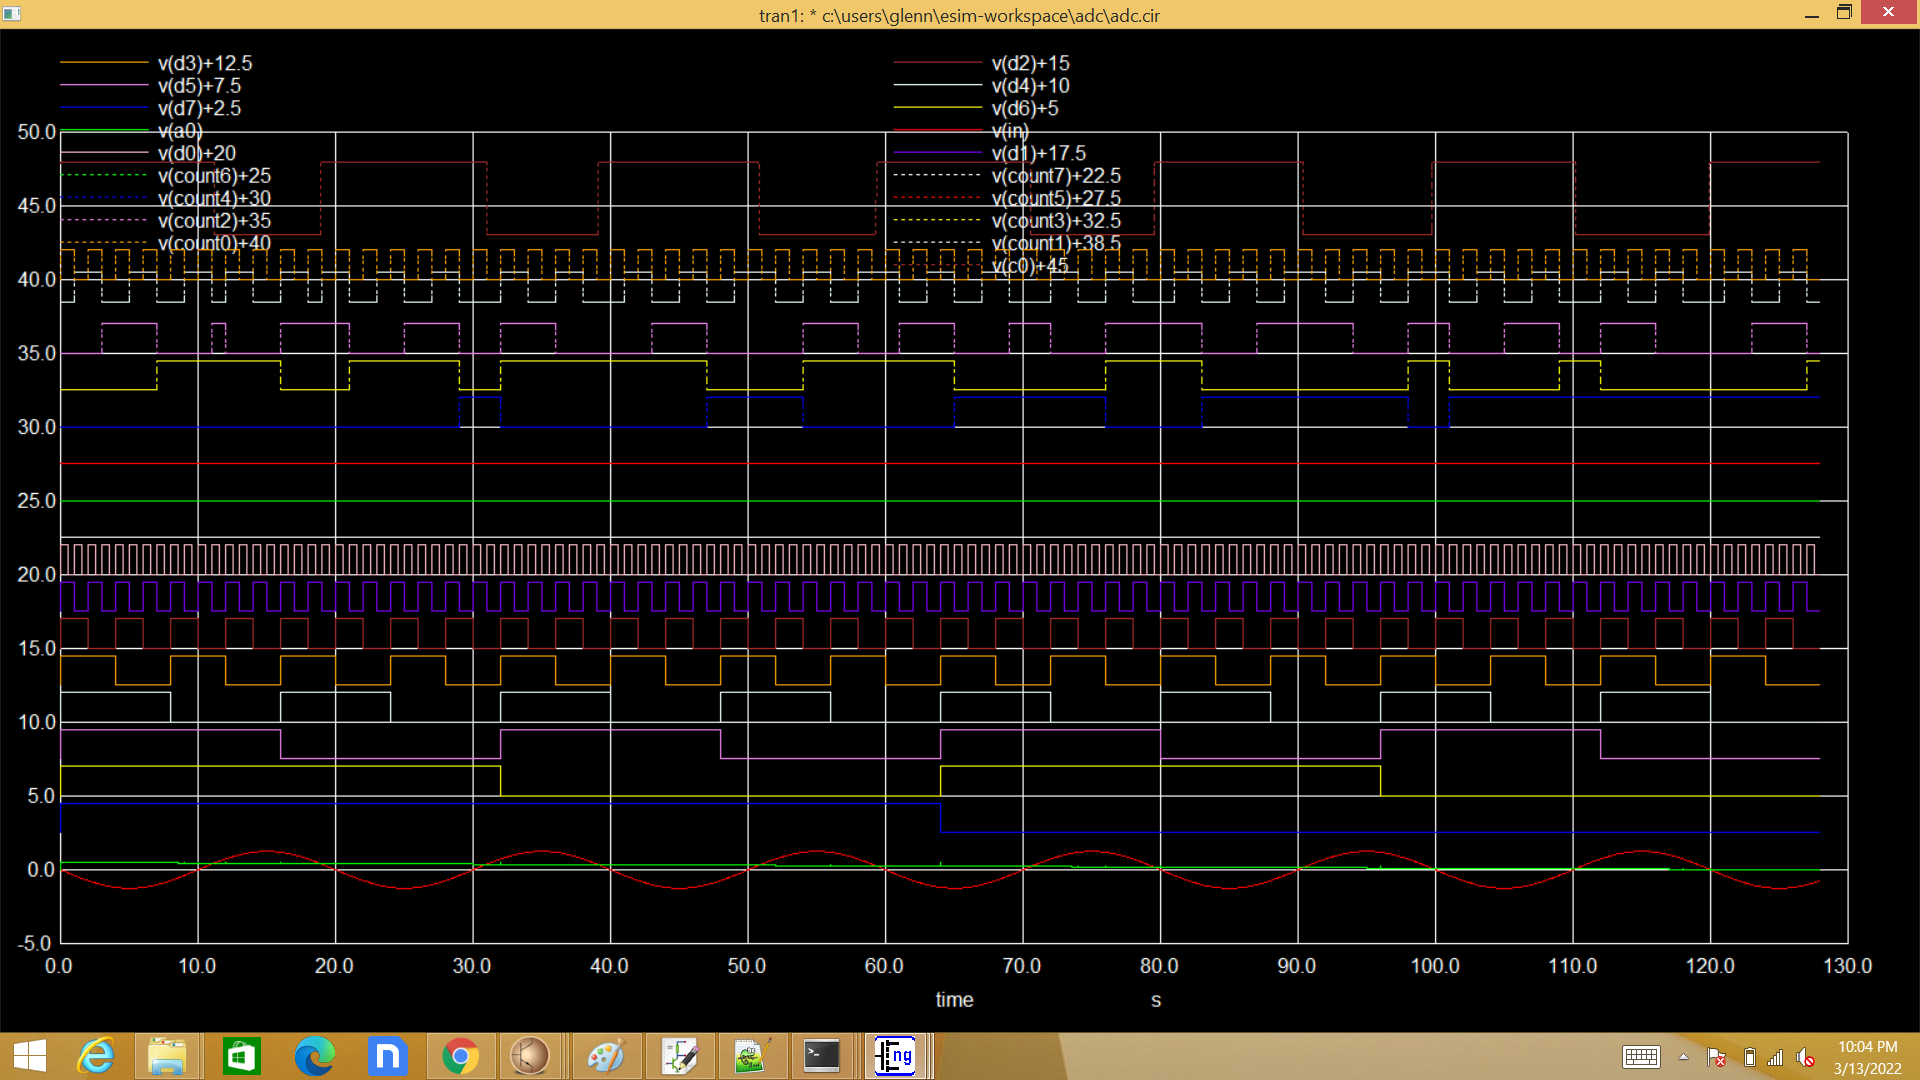 tran1: * c:\users\glenn\esim-workspace\adc\adc.cir
v(d3)+12.5 v(d2)+15
v(d5)+7.5 v(d4)+10
v(d7)+2.5 v(d6)+5
50.0 v(a0) v(in)
v(d0)+20 v(d1)+17.5
v(count6)+25 v(count7)+22.5
45.0 v(count4)+30 v(count5)+27.5
v(count2)+35 v(count3)+32.5
v(count0)+40 v(count1)+38.5
v(c0)+45
40.0
35.0
30.0
25.0
20.0
15.0
10.0
5.0
0.0
-5.0
0.0 10.0 20.0 30.0 40.0 50.0 60.0 70.0 80.0 90.0 100.0 110.0 120.0 130.0
time s
n
ng
10:04 PM
3/13/2022